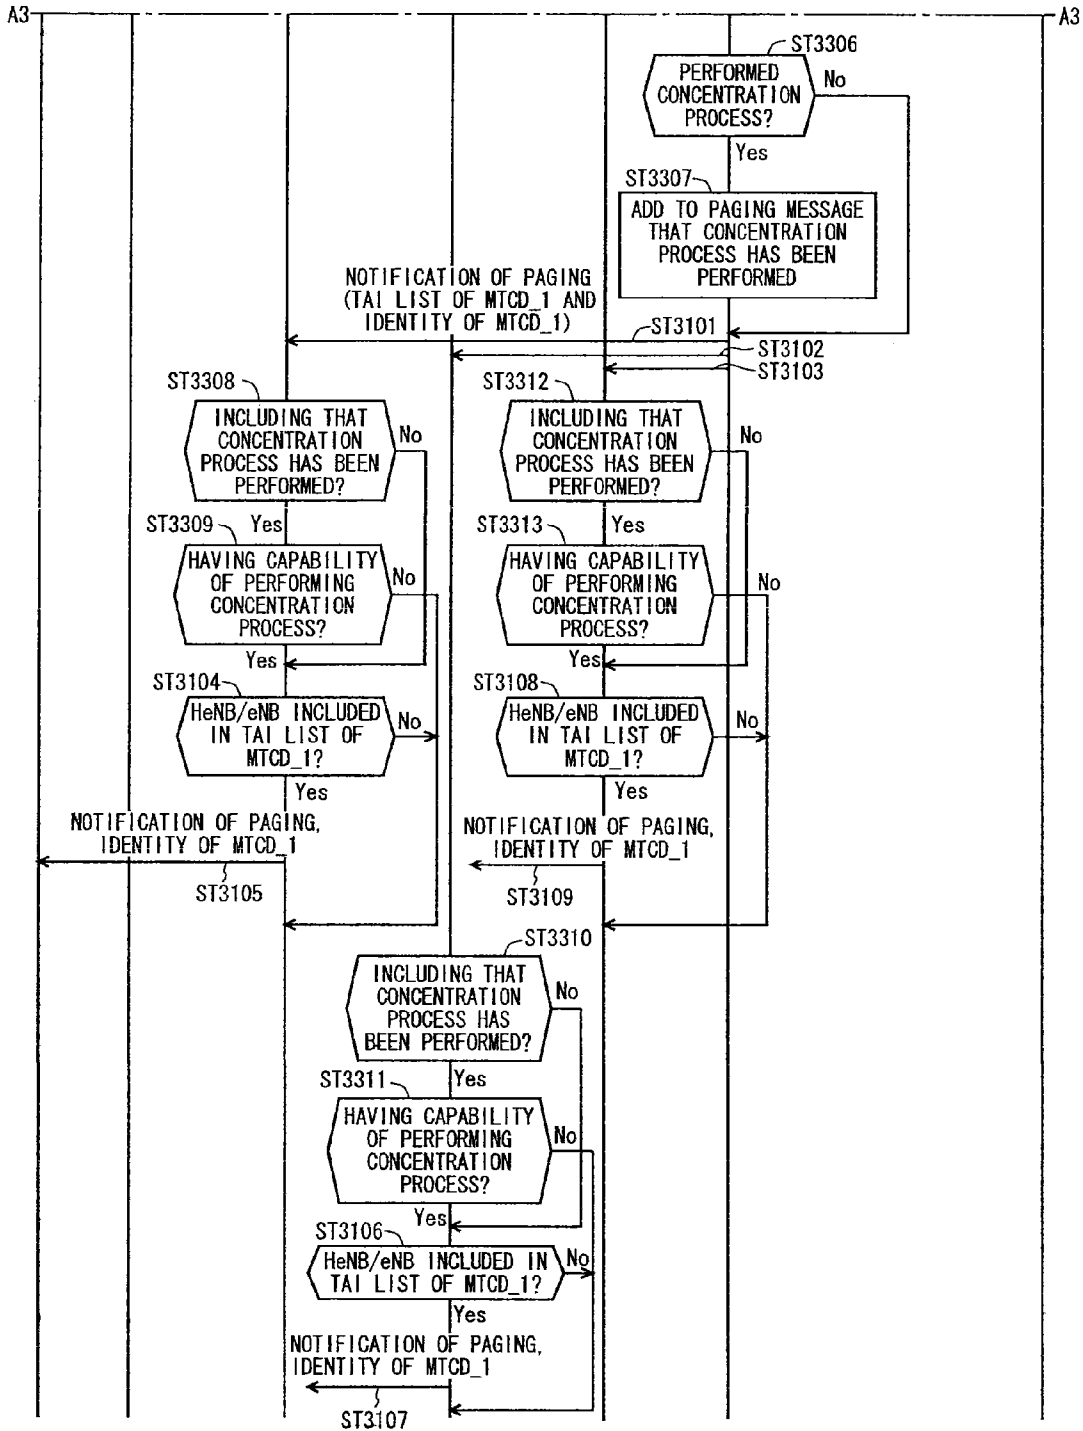 A3
A3
ST3306
PERFORMED
CONCENTRATION
PROCESS?
No
Yes
ST3307
ADD TO PAGING MESSAGE
THAT CONCENTRATION
PROCESS HAS BEEN
PERFORMED
NOTIFICATION OF PAGING
(TAI LIST OF MTCD_1 AND
IDENTITY OF MTCD_1)
ST3101
ST3102
ST3103
ST3308
INCLUDING THAT
CONCENTRATION
PROCESS HAS BEEN
PERFORMED?
No
Yes
ST3312
INCLUDING THAT
CONCENTRATION
PROCESS HAS BEEN
PERFORMED?
No
Yes
ST3309
HAVING CAPABILITY
OF PERFORMING
CONCENTRATION
PROCESS?
No
Yes
ST3313
HAVING CAPABILITY
OF PERFORMING
CONCENTRATION
PROCESS?
No
Yes
ST3104
HeNB/eNB INCLUDED
IN TAI LIST OF
MTCD_1?
No
Yes
ST3108
HeNB/eNB INCLUDED
IN TAI LIST OF
MTCD_1?
No
Yes
NOTIFICATION OF PAGING,
IDENTITY OF MTCD_1
ST3105
NOTIFICATION OF PAGING,
IDENTITY OF MTCD_1
ST3109
ST3310
INCLUDING THAT
CONCENTRATION
PROCESS HAS
BEEN PERFORMED?
No
Yes
ST3311
HAVING CAPABILITY
OF PERFORMING
CONCENTRATION
PROCESS?
No
Yes
ST3106
HeNB/eNB INCLUDED IN
TAI LIST OF MTCD_1?
No
Yes
NOTIFICATION OF PAGING,
IDENTITY OF MTCD_1
ST3107